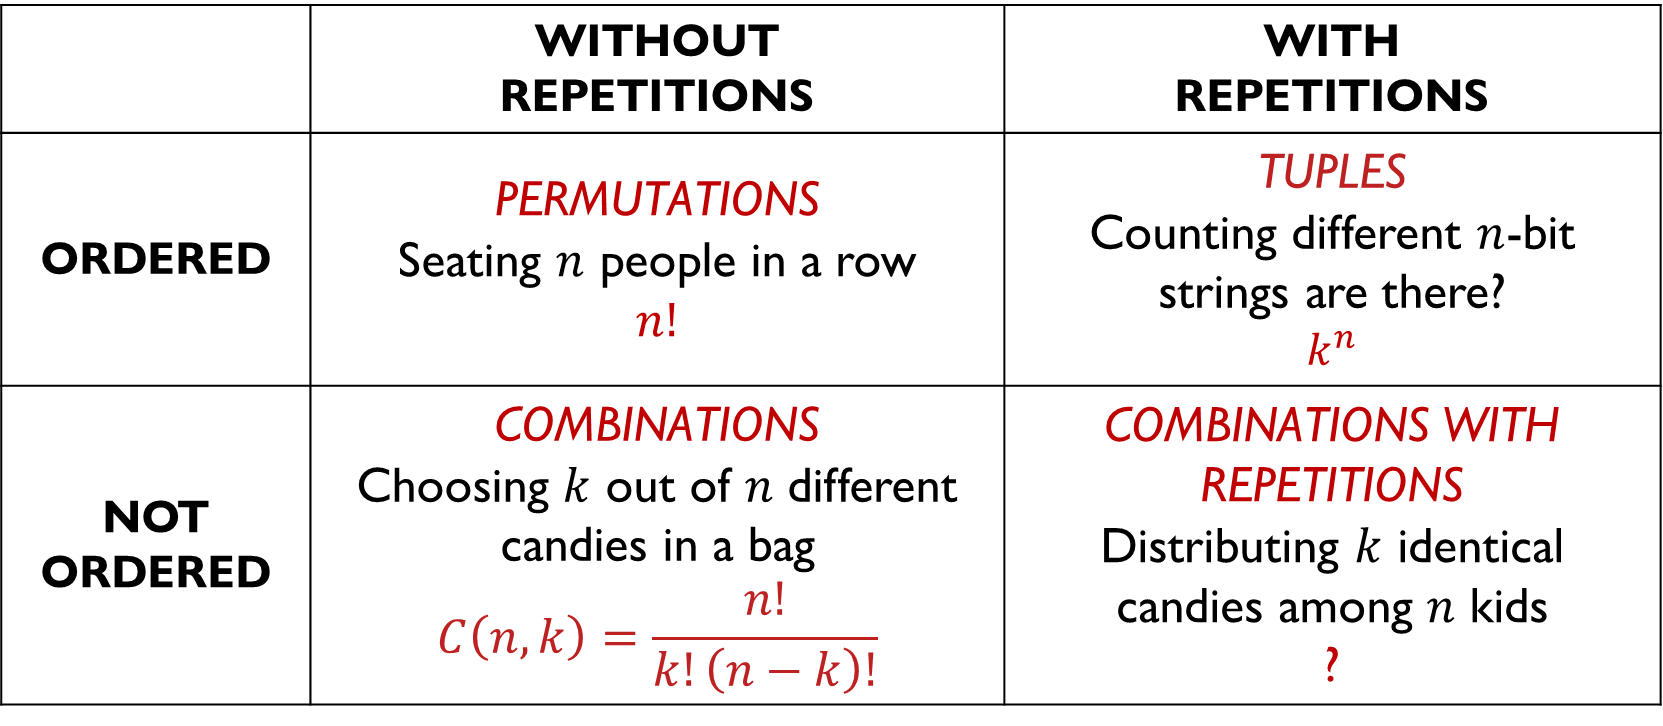 WITHOUT
REPETITIONS
WITH
REPETITIONS
ORDERED
PERMUTATIONS
Seating n people in a row
n!
TUPLES
Counting different n-bit
strings are there?
kⁿ
NOT
ORDERED
COMBINATIONS
Choosing k out of n different
candies in a bag
C(n, k) = n! / k! (n − k)!
COMBINATIONS WITH
REPETITIONS
Distributing k identical
candies among n kids
?